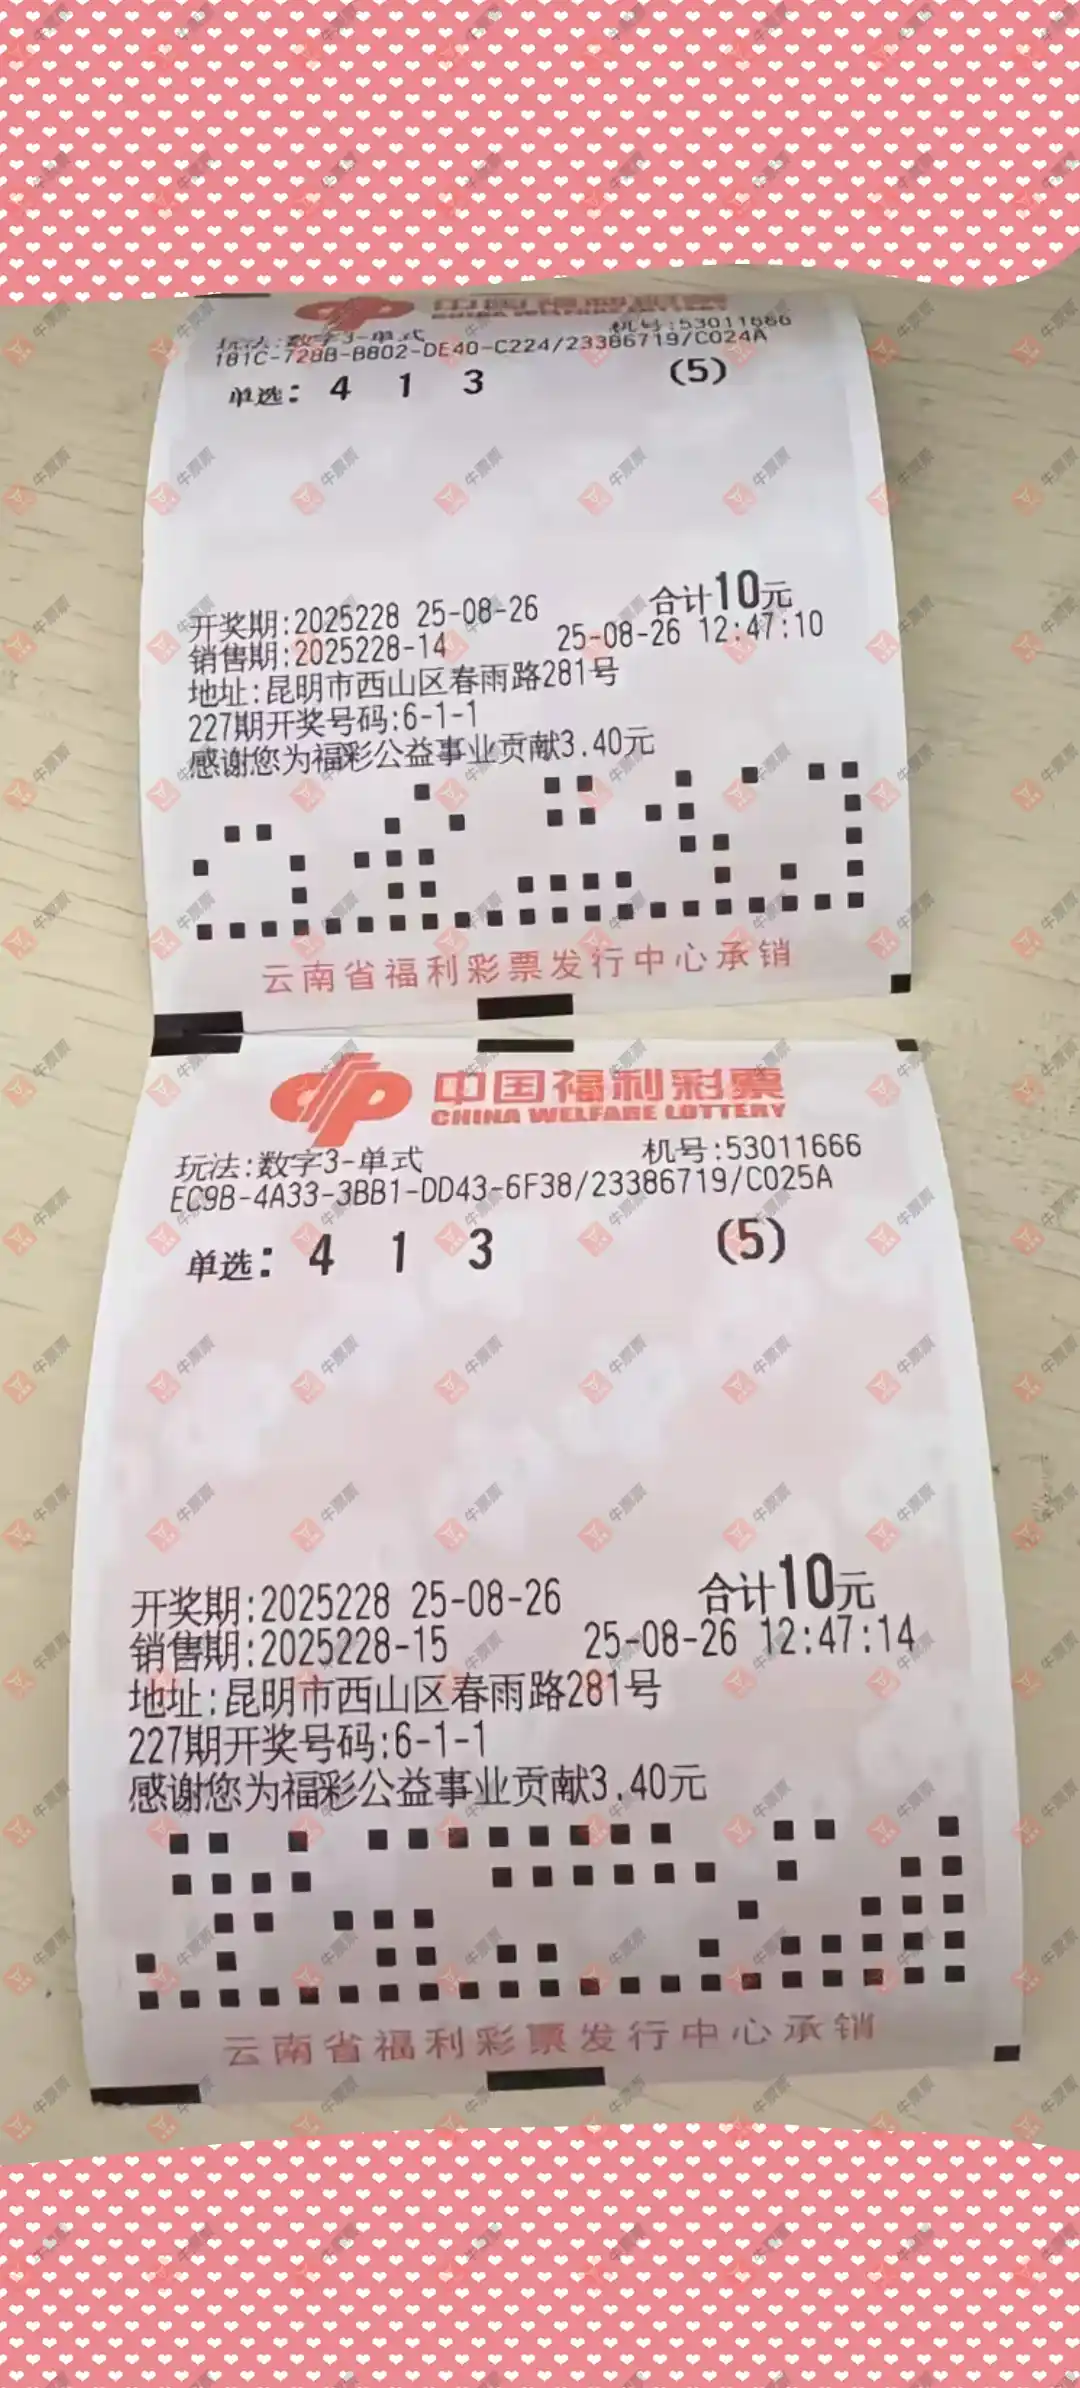 中国福利彩票
CHINA WELFARE LOTTERY
玩法:数字3-单式 机号:53011666
181C-728B-B802-DE40-C224/23386719/C024A
单选: 4 1 3 (5)
合计10元
开奖期:2025228 25-08-26
销售期:2025228-14 25-08-26 12:47:10
地址:昆明市西山区春雨路281号
227期开奖号码:6-1-1
感谢您为福彩公益事业贡献3.40元
云南省福利彩票发行中心承销
中国福利彩票
CHINA WELFARE LOTTERY
玩法:数字3-单式 机号:53011666
EC9B-4A33-3BB1-DD43-6F38/23386719/C025A
单选: 4 1 3 (5)
合计10元
开奖期:2025228 25-08-26
销售期:2025228-15 25-08-26 12:47:14
地址:昆明市西山区春雨路281号
227期开奖号码:6-1-1
感谢您为福彩公益事业贡献3.40元
云南省福利彩票发行中心承销
牛票票